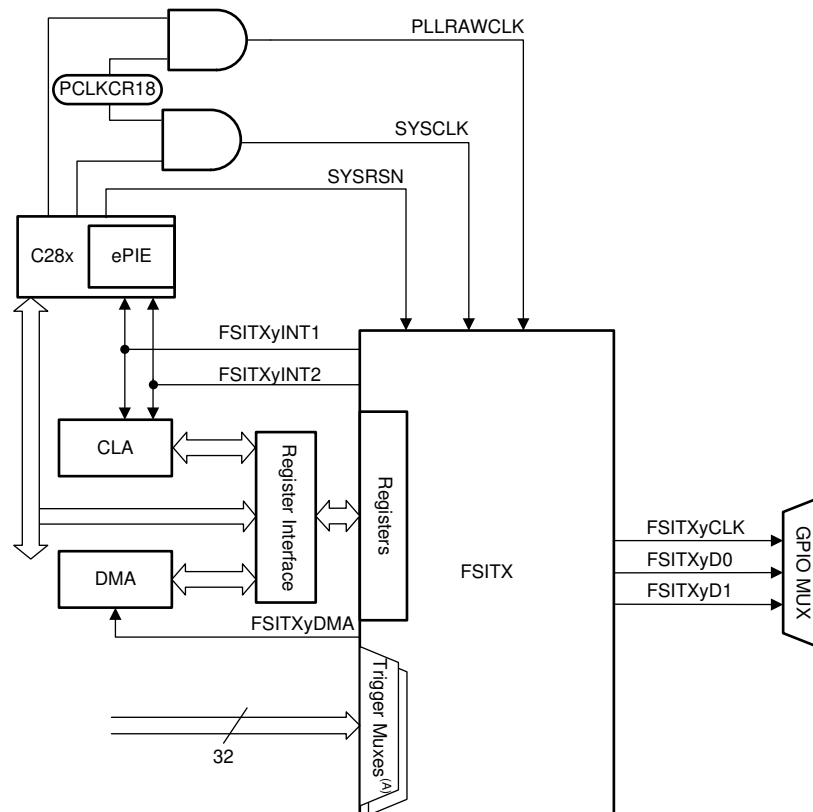 PLLRAWCLK
PCLKCR18
SYSCLK
SYSRSN
C28x
ePIE
FSITXyINT1
FSITXyINT2
CLA
Register Interface
Registers
FSITX
FSITXyCLK
FSITXyD0
FSITXyD1
GPIO MUX
DMA
FSITXyDMA
Trigger Muxes(A)
32